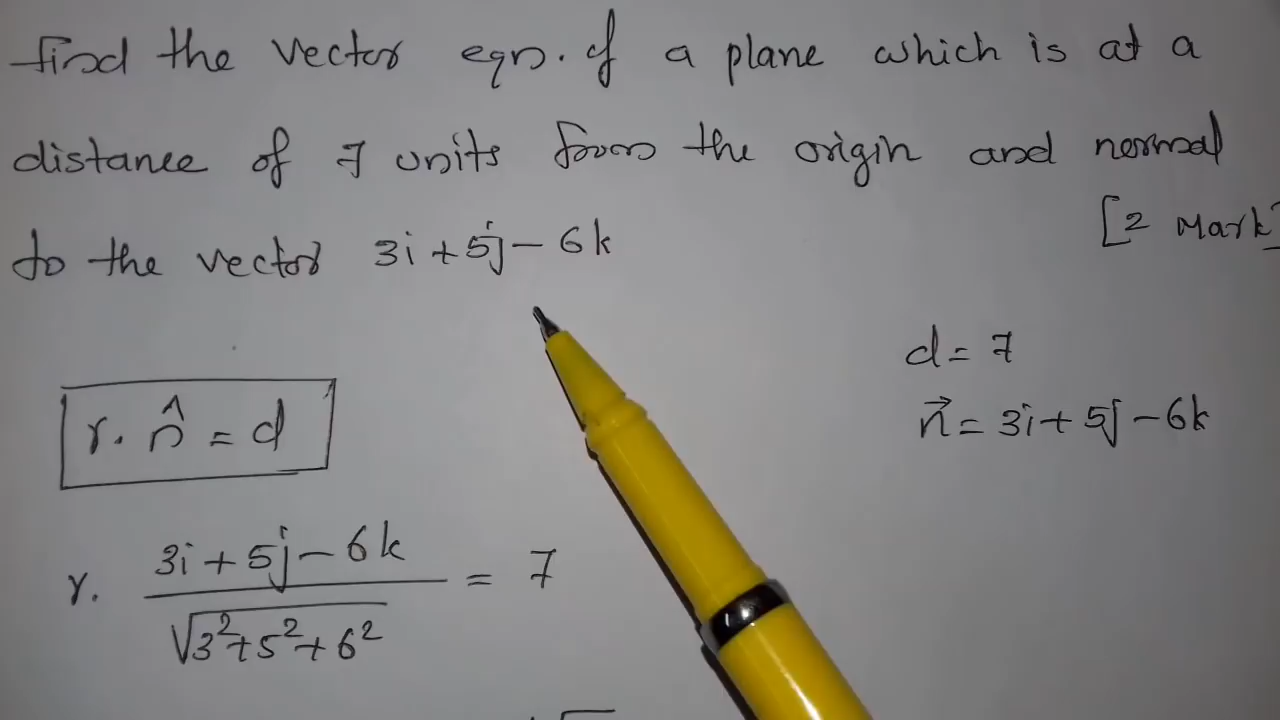 find the vector eqn. of a plane which is at a
distance of 7 units from the origin and normal
to the vector 3i + 5j - 6k
[2 Mark]
d = 7
n⃗ = 3i + 5j - 6k
r. n̂ = d
r. (3i + 5j - 6k) / √(3² + 5² + 6²) = 7